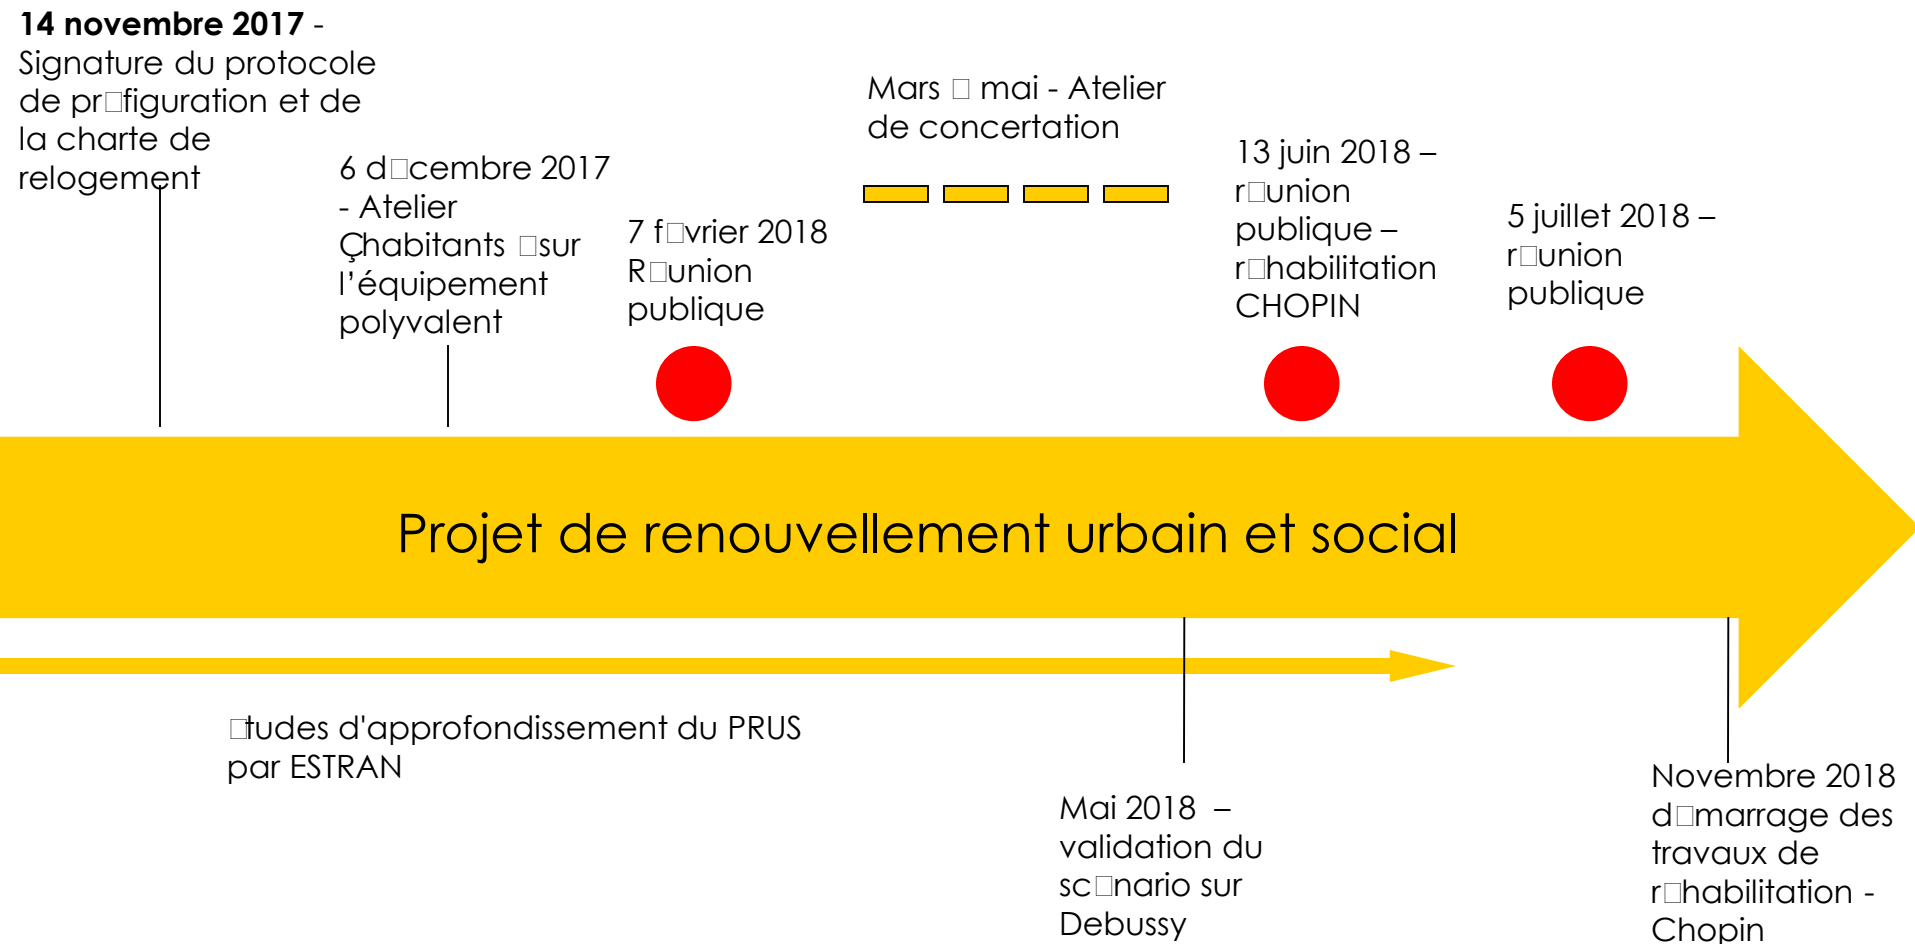 14 novembre 2017 -
Signature du protocole
de pr□figuration et de
la charte de
relogement
6 d□cembre 2017
- Atelier
Çhabitants □sur
l’équipement
polyvalent
7 f□vrier 2018
R□union
publique
Mars □ mai - Atelier
de concertation
13 juin 2018 –
r□union
publique –
r□habilitation
CHOPIN
5 juillet 2018 –
r□union
publique
Projet de renouvellement urbain et social
□tudes d'approfondissement du PRUS
par ESTRAN
Mai 2018 –
validation du
sc□nario sur
Debussy
Novembre 2018
d□marrage des
travaux de
r□habilitation -
Chopin